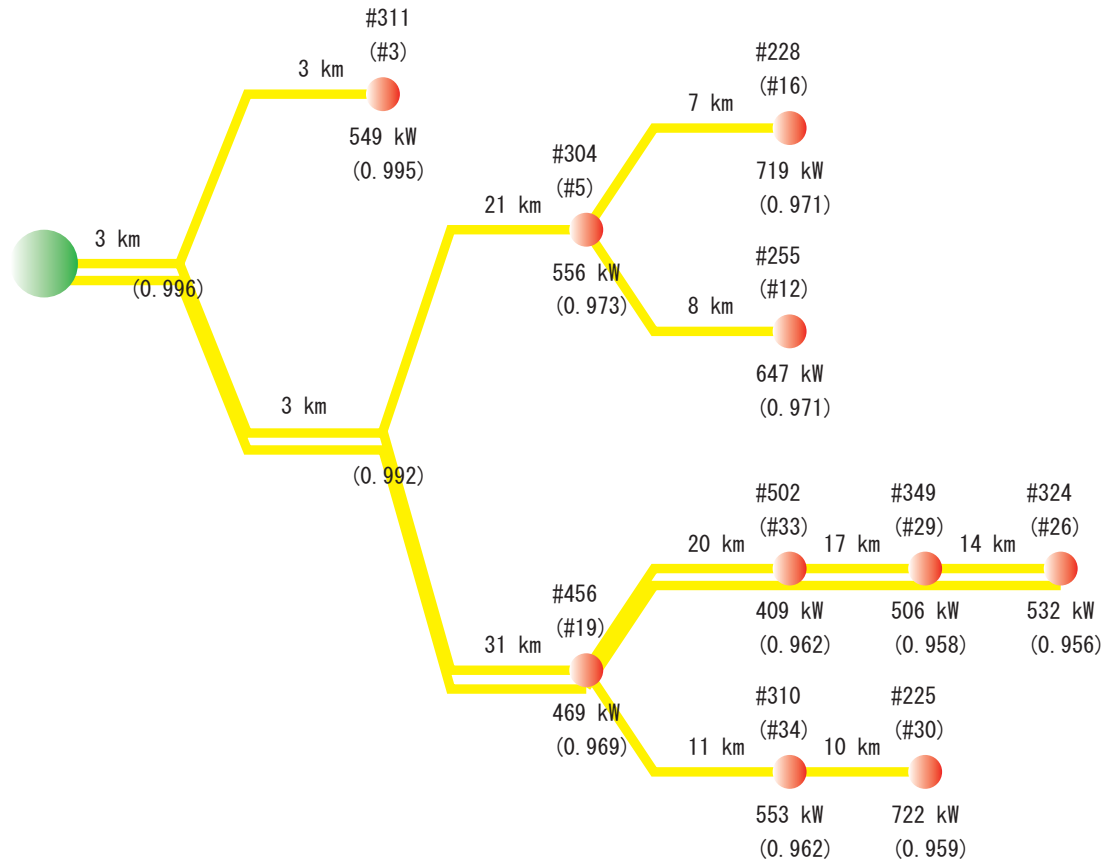 #311
(#3)
3 km
549 kW
(0.995)
3 km
(0.996)
#228
(#16)
7 km
719 kW
(0.971)
#304
(#5)
21 km
556 kW
(0.973)
#255
(#12)
8 km
647 kW
(0.971)
3 km
(0.992)
#502
(#33)
20 km
409 kW
(0.962)
#349
(#29)
17 km
506 kW
(0.958)
#324
(#26)
14 km
532 kW
(0.956)
#456
(#19)
31 km
469 kW
(0.969)
#310
(#34)
11 km
553 kW
(0.962)
#225
(#30)
10 km
722 kW
(0.959)